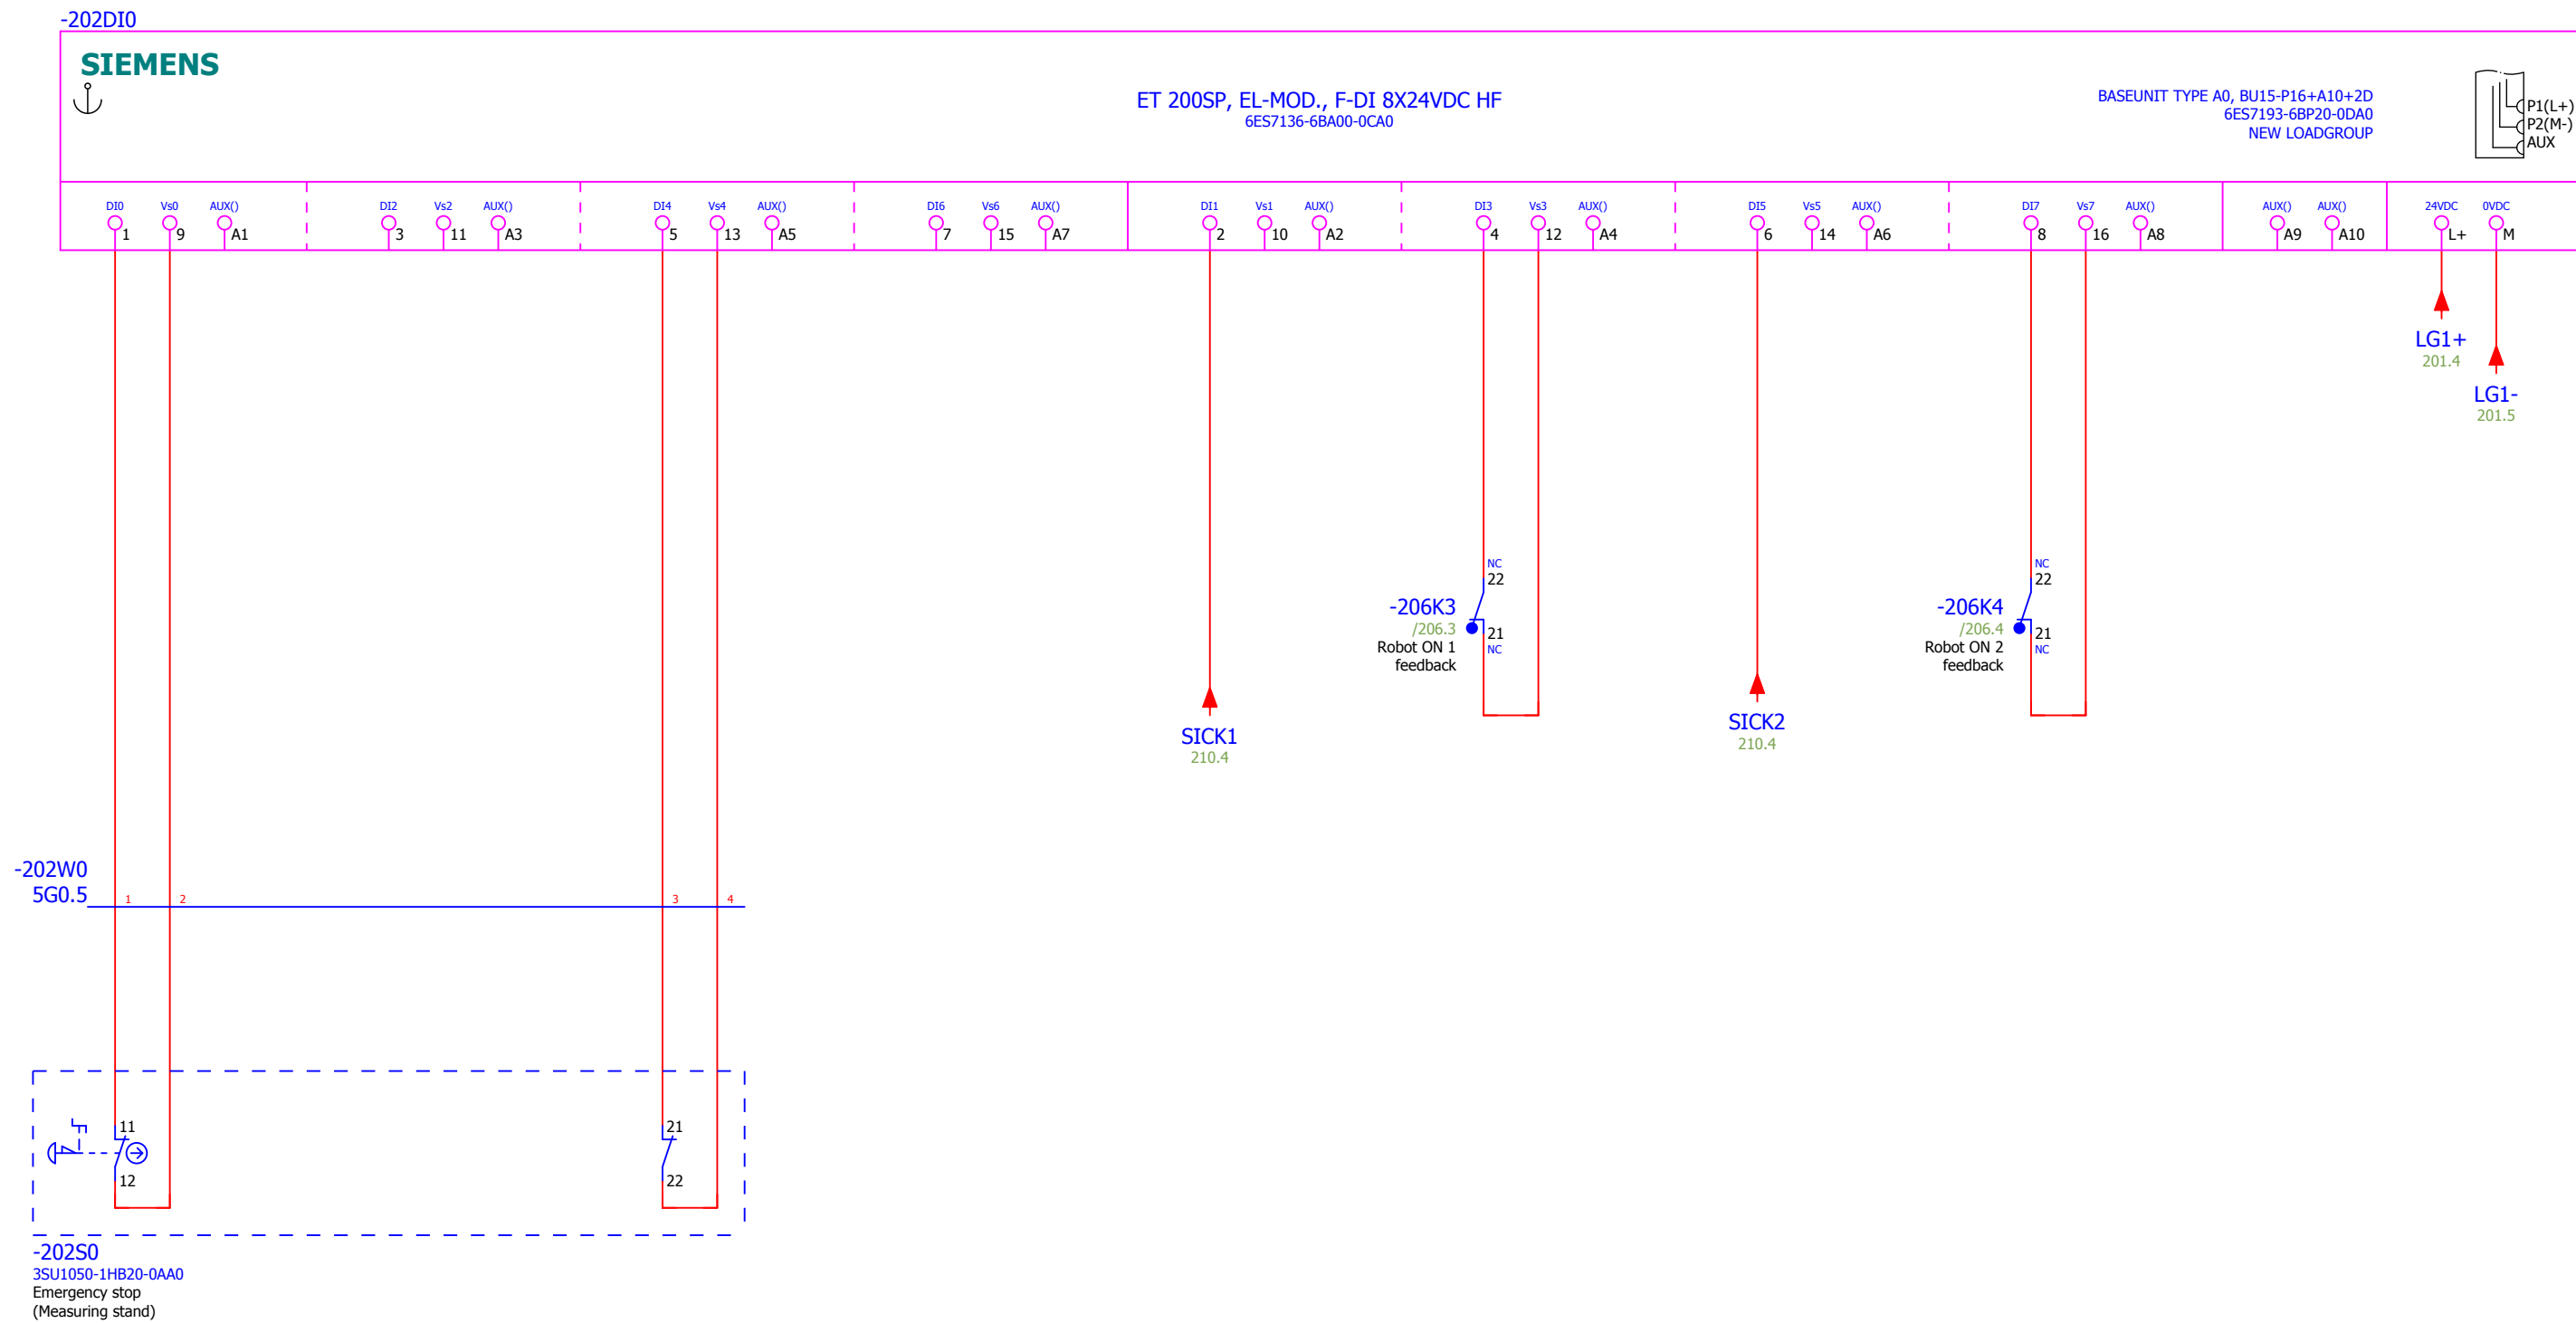 -202DI0
SIEMENS
ET 200SP, EL-MOD., F-DI 8X24VDC HF
6ES7136-6BA00-0CA0
BASEUNIT TYPE A0, BU15-P16+A10+2D
6ES7193-6BP20-0DA0
NEW LOADGROUP
P1(L+)
P2(M-)
AUX
DI0 Vs0 AUX() DI2 Vs2 AUX() DI4 Vs4 AUX() DI6 Vs6 AUX() DI1 Vs1 AUX() DI3 Vs3 AUX() DI5 Vs5 AUX() DI7 Vs7 AUX() AUX() AUX() 24VDC 0VDC
1 9 A1 3 11 A3 5 13 A5 7 15 A7 2 10 A2 4 12 A4 6 14 A6 8 16 A8 A9 A10 L+ M
LG1+
201.4
LG1-
201.5
NC
22
-206K3
/206.3
21
Robot ON 1
NC
feedback
NC
22
-206K4
/206.4
21
Robot ON 2
NC
feedback
SICK1
210.4
SICK2
210.4
-202W0
5G0.5
1 2 3 4
11
12
21
22
-202S0
3SU1050-1HB20-0AA0
Emergency stop
(Measuring stand)